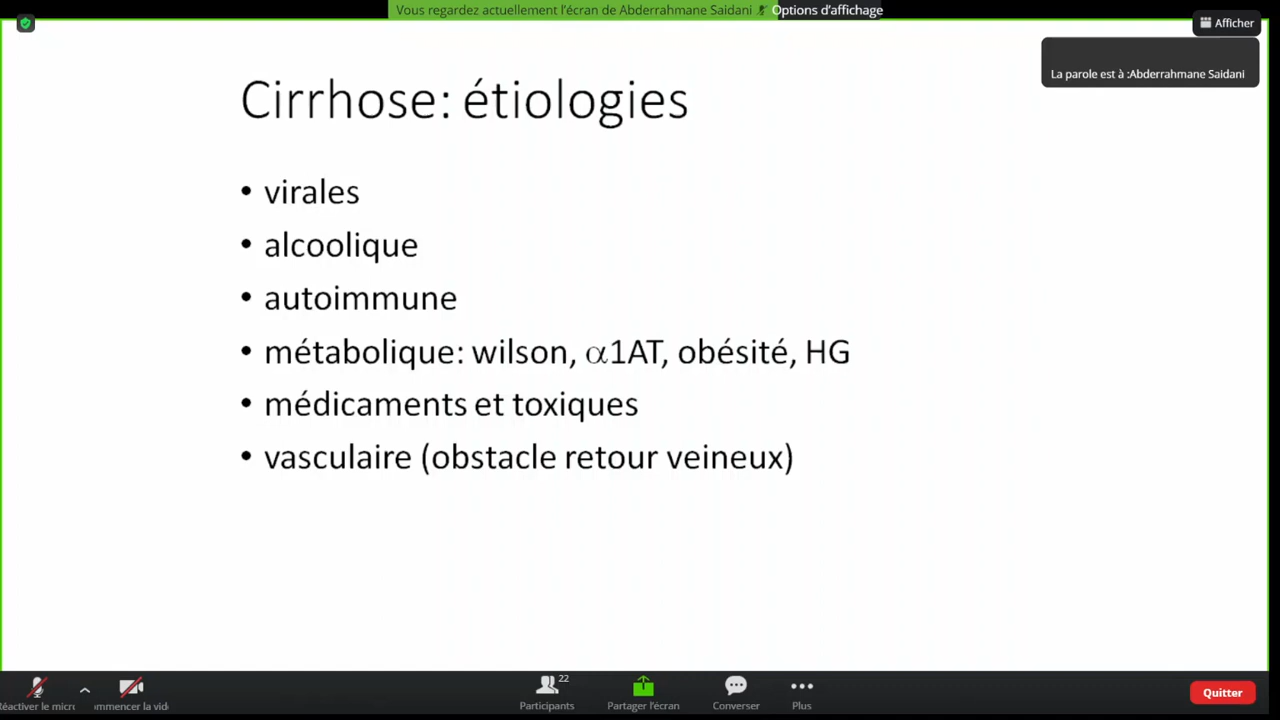 Vous regardez actuellement l'écran de Abderrahmane Saidani
Options d'affichage
Afficher
La parole est à :Abderrahmane Saidani
Cirrhose: étiologies
• virales
• alcoolique
• autoimmune
• métabolique: wilson, α1AT, obésité, HG
• médicaments et toxiques
• vasculaire (obstacle retour veineux)
22
Réactiver le micro
ommencer la vid
Participants
Partager l'écran
Converser
Plus
Quitter